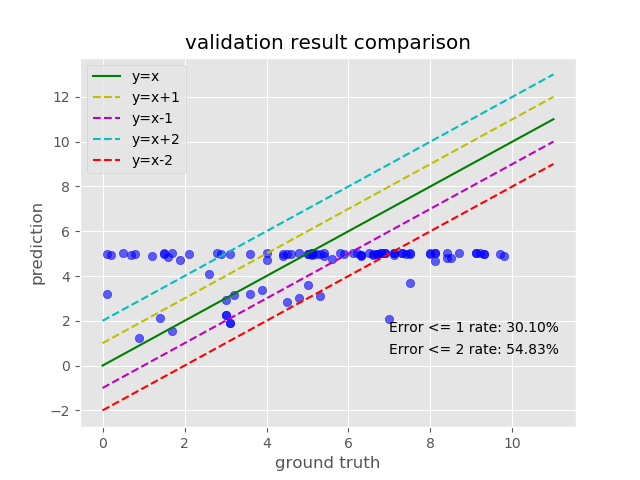 validation result comparison
y=x
y=x+1
y=x-1
y=x+2
y=x-2
12
10
8
6
4
2
0
−2
prediction
Error <= 1 rate: 30.10%
Error <= 2 rate: 54.83%
0 2 4 6 8 10
ground truth